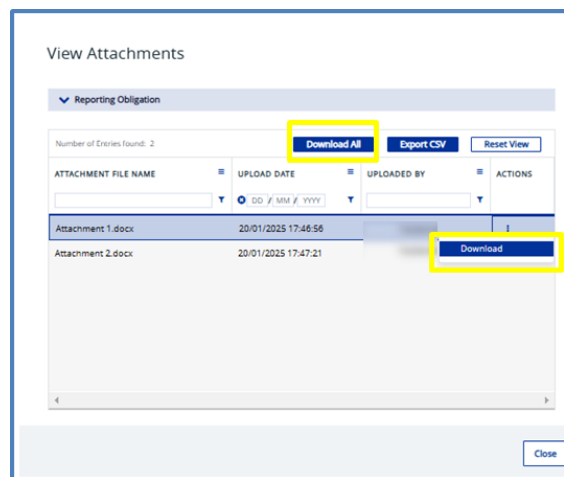 View Attachments
Reporting Obligation
Number of Entries found: 2
Download All
Export CSV
Reset View
ATTACHMENT FILE NAME
UPLOAD DATE
UPLOADED BY
ACTIONS
DD / MM / YYYY
Attachment 1.docx 20/01/2025 17:46:56
Download
Attachment 2.docx 20/01/2025 17:47:21
Close